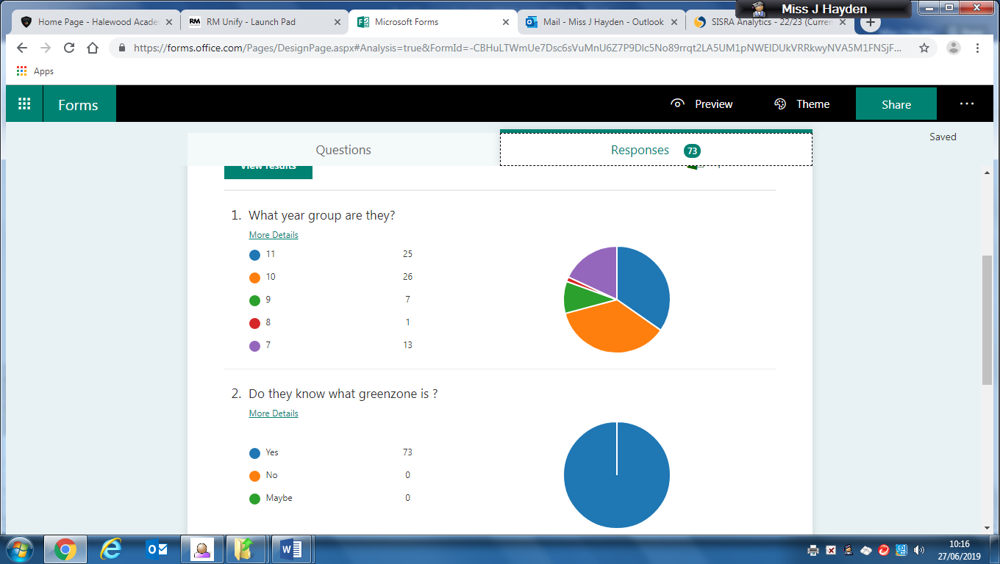 Miss J Hayden
Home Page - Halewood Acade
RM Unify - Launch Pad
Microsoft Forms
Mail - Miss J Hayden - Outlook
SISRA Analytics - 22/23 (Curren
https://forms.office.com/Pages/DesignPage.aspx#Analysis=true&FormId=-CBHuLTWmUe7Dsc6sVuMnU6Z7P9Dlc5No89rrqt2LA5UM1pNWElDUkVRRkwyNVA5M1FNSjF...
Apps
Forms
Preview
Theme
Share
Saved
Questions
Responses 73
View results
1. What year group are they?
More Details
11 25
10 26
9 7
8 1
7 13
2. Do they know what greenzone is ?
More Details
Yes 73
No 0
Maybe 0
10:16
27/06/2019